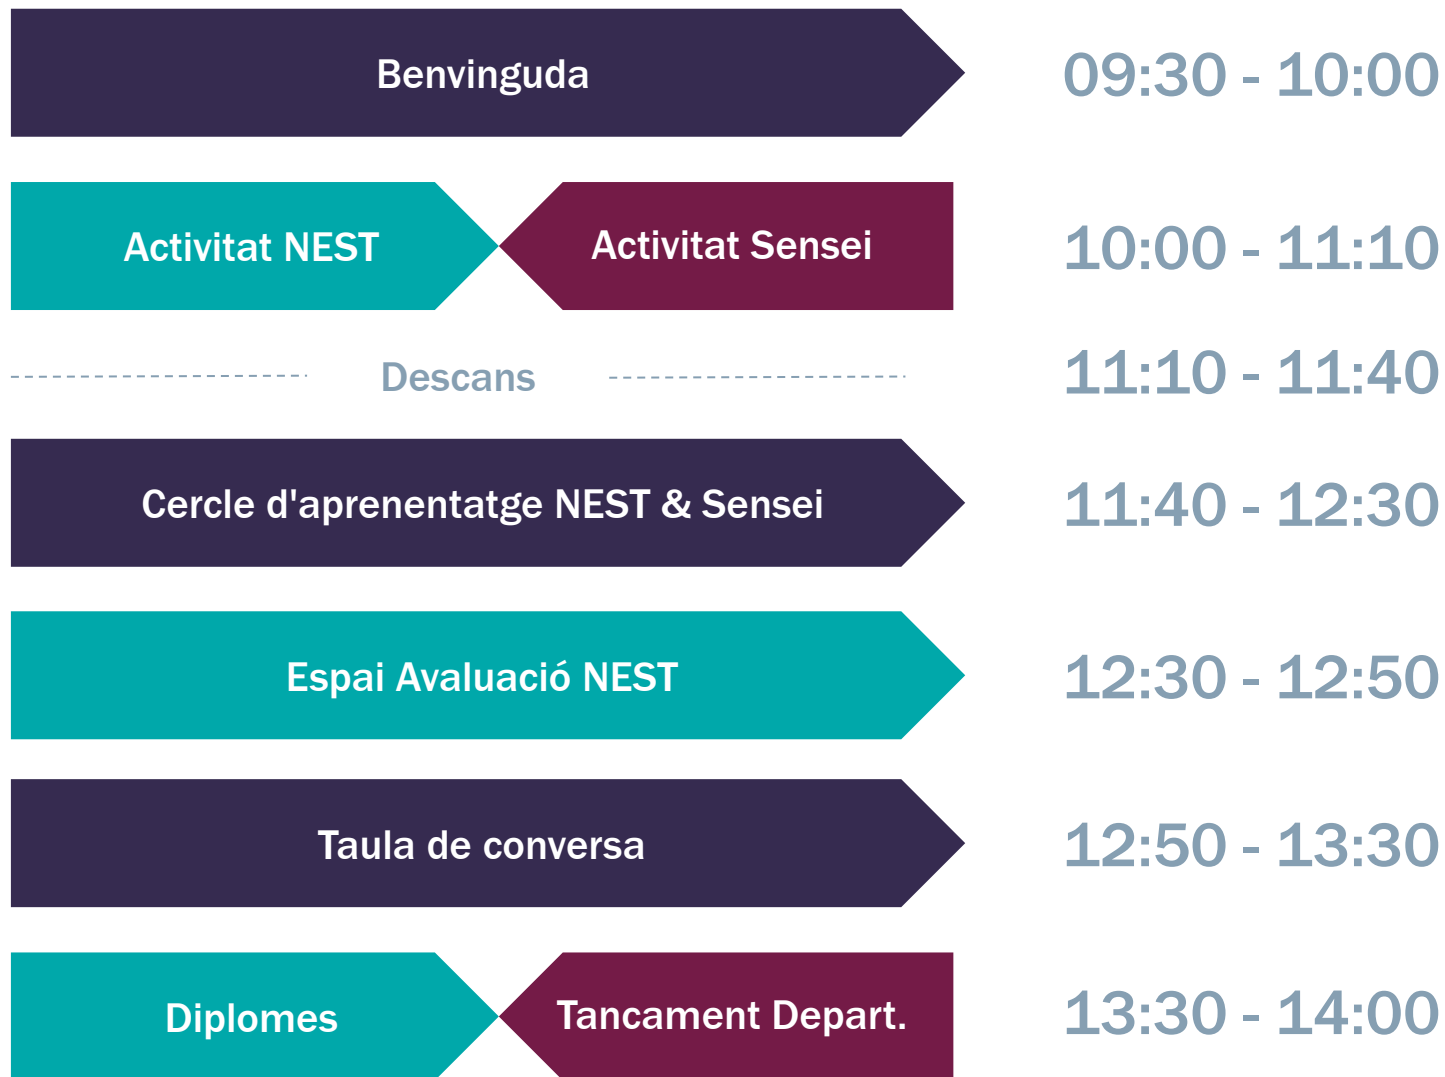 Benvinguda 09:30 - 10:00
Activitat NEST Activitat Sensei 10:00 - 11:10
Descans 11:10 - 11:40
Cercle d'aprenentatge NEST & Sensei 11:40 - 12:30
Espai Avaluació NEST 12:30 - 12:50
Taula de conversa 12:50 - 13:30
Diplomes Tancament Depart. 13:30 - 14:00